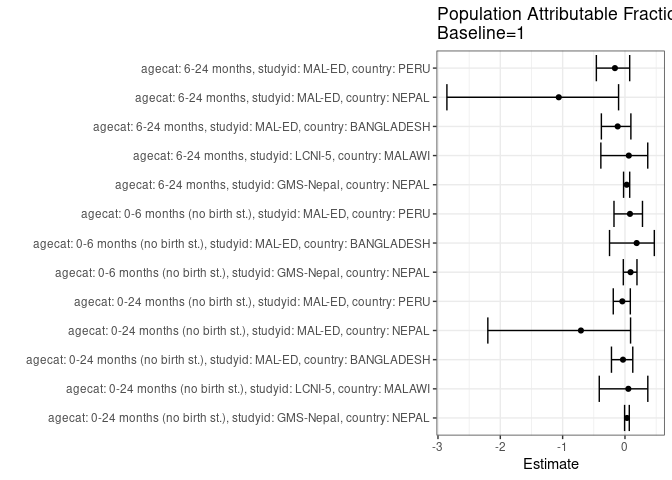 Population Attributable
Baseline=1
agecat: 6-24 months, studyid: MAL-ED, country: PERU
agecat: 6-24 months, studyid: MAL-ED, country: NEPAL
agecat: 6-24 months, studyid: MAL-ED, country: BANGLADESH
agecat: 6-24 months, studyid: LCNI-5, country: MALAWI
agecat: 6-24 months, studyid: GMS-Nepal, country: NEPAL
agecat: 0-6 months (no birth st.), studyid: MAL-ED, country: PERU
agecat: 0-6 months (no birth st.), studyid: MAL-ED, country: BANGLADESH
agecat: 0-6 months (no birth st.), studyid: GMS-Nepal, country: NEPAL
agecat: 0-24 months (no birth st.), studyid: MAL-ED, country: PERU
agecat: 0-24 months (no birth st.), studyid: MAL-ED, country: NEPAL
agecat: 0-24 months (no birth st.), studyid: MAL-ED, country: BANGLADESH
agecat: 0-24 months (no birth st.), studyid: LCNI-5, country: MALAWI
agecat: 0-24 months (no birth st.), studyid: GMS-Nepal, country: NEPAL
-3 -2 -1 0
Estimate